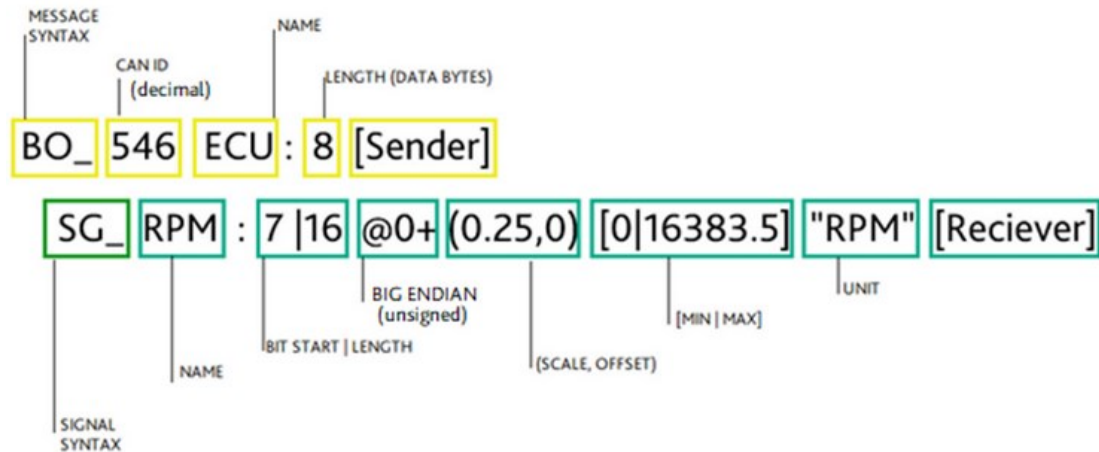 MESSAGE
SYNTAX
NAME
CAN ID
(decimal)
LENGTH (DATA BYTES)
BO_ 546 ECU : 8 [Sender]
SG_ RPM : 7 |16 @0+ (0.25,0) [0|16383.5] "RPM" [Reciever]
BIG ENDIAN
(unsigned)
UNIT
[MIN | MAX]
BIT START | LENGTH
(SCALE, OFFSET)
NAME
SIGNAL
SYNTAX